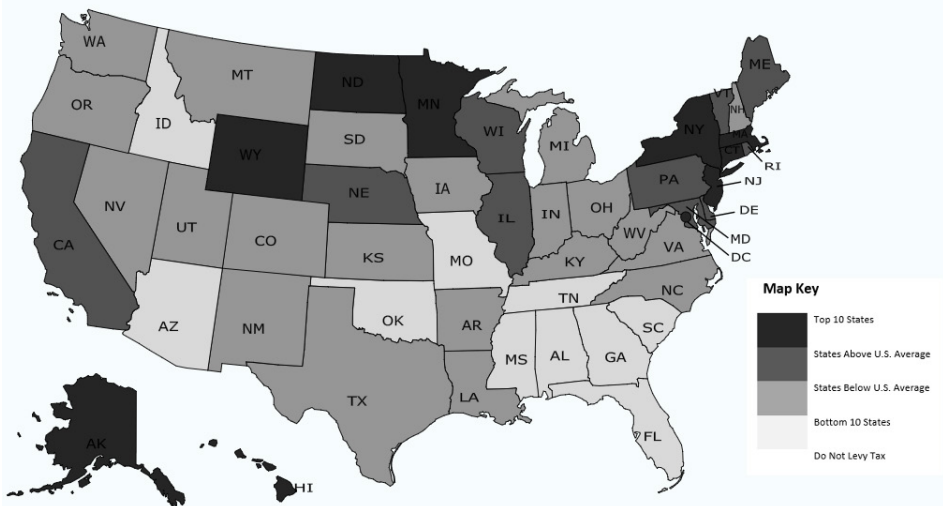 WA
ME
MT
ND
VT
MN
OR
NH
ID
NY
MA
WI
SD
MI
CT
WY
RI
PA
NJ
IA
NE
NV
OH
IL
IN
DE
UT
CO
WV
MD
CA
VA
DC
KS
MO
KY
NC
Map Key
TN
OK
AZ
AR
NM
SC
Top 10 States
MS
AL
GA
States Above U.S. Average
LA
TX
States Below U.S. Average
FL
AK
Bottom 10 States
Do Not Levy Tax
HI